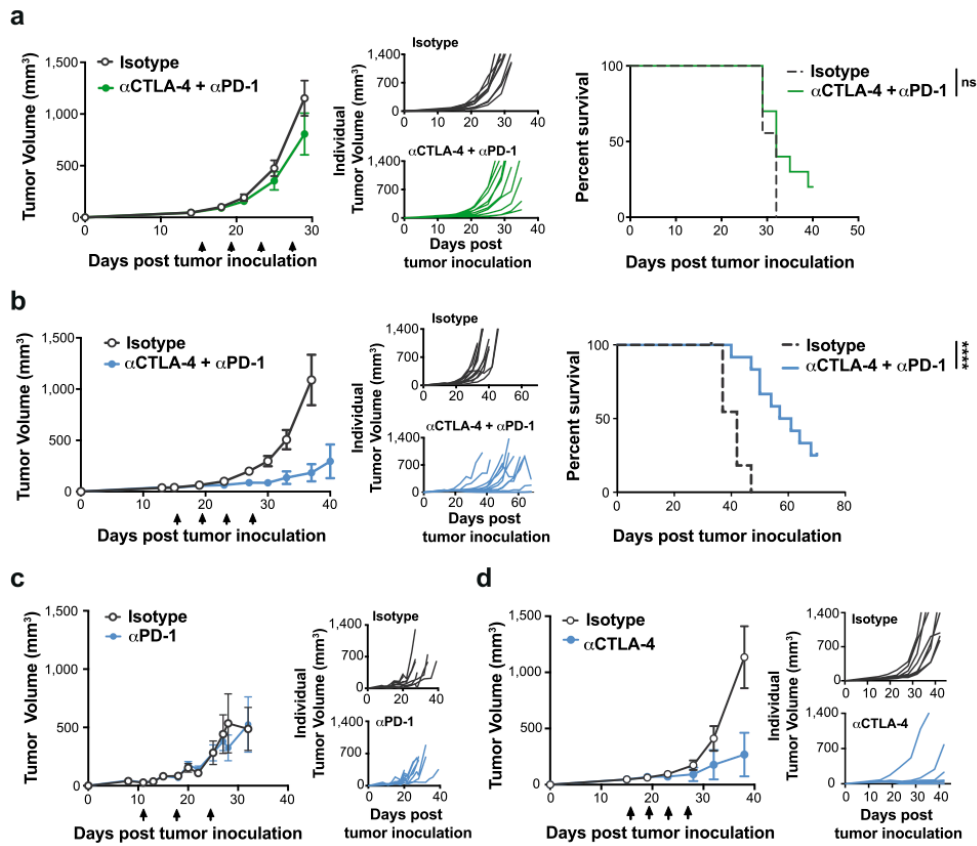 a
Tumor Volume (mm³)
1,500
1,000
500
0
0 10 20 30
Days post tumor inoculation
Isotype
αCTLA-4 + αPD-1
Individual
Tumor Volume (mm³)
Isotype
1,400
700
0
0 10 20 30 40
αCTLA-4 + αPD-1
1,400
700
0
0 10 20 30 40
Days post
tumor inoculation
Percent survival
100
0
0 10 20 30 40 50
Days post tumor inoculation
Isotype
αCTLA-4 + αPD-1
ns
b
Tumor Volume (mm³)
1,500
1,000
500
0
0 10 20 30 40
Days post tumor inoculation
Isotype
αCTLA-4 + αPD-1
Individual
Tumor Volume (mm³)
Isotype
1,400
700
0
0 20 40 60
αCTLA-4 + αPD-1
1,400
700
0
0 20 40 60
Days post
tumor inoculation
Percent survival
100
0
0 20 40 60 80
Days post tumor inoculation
Isotype
αCTLA-4 + αPD-1
****
c
Tumor Volume (mm³)
1,500
1,000
500
0
0 10 20 30 40
Days post tumor inoculation
Isotype
αPD-1
Individual
Tumor Volume (mm³)
Isotype
1,400
700
0
0 10 20 30 40
αPD-1
1,400
700
0
0 10 20 30 40
Days post
tumor inoculation
d
Tumor Volume (mm³)
1,500
1,000
500
0
0 10 20 30 40
Days post tumor inoculation
Isotype
αCTLA-4
Individual
Tumor Volume (mm³)
Isotype
1,400
700
0
0 10 20 30 40
αCTLA-4
1,400
700
0
0 10 20 30 40
Days post
tumor inoculation